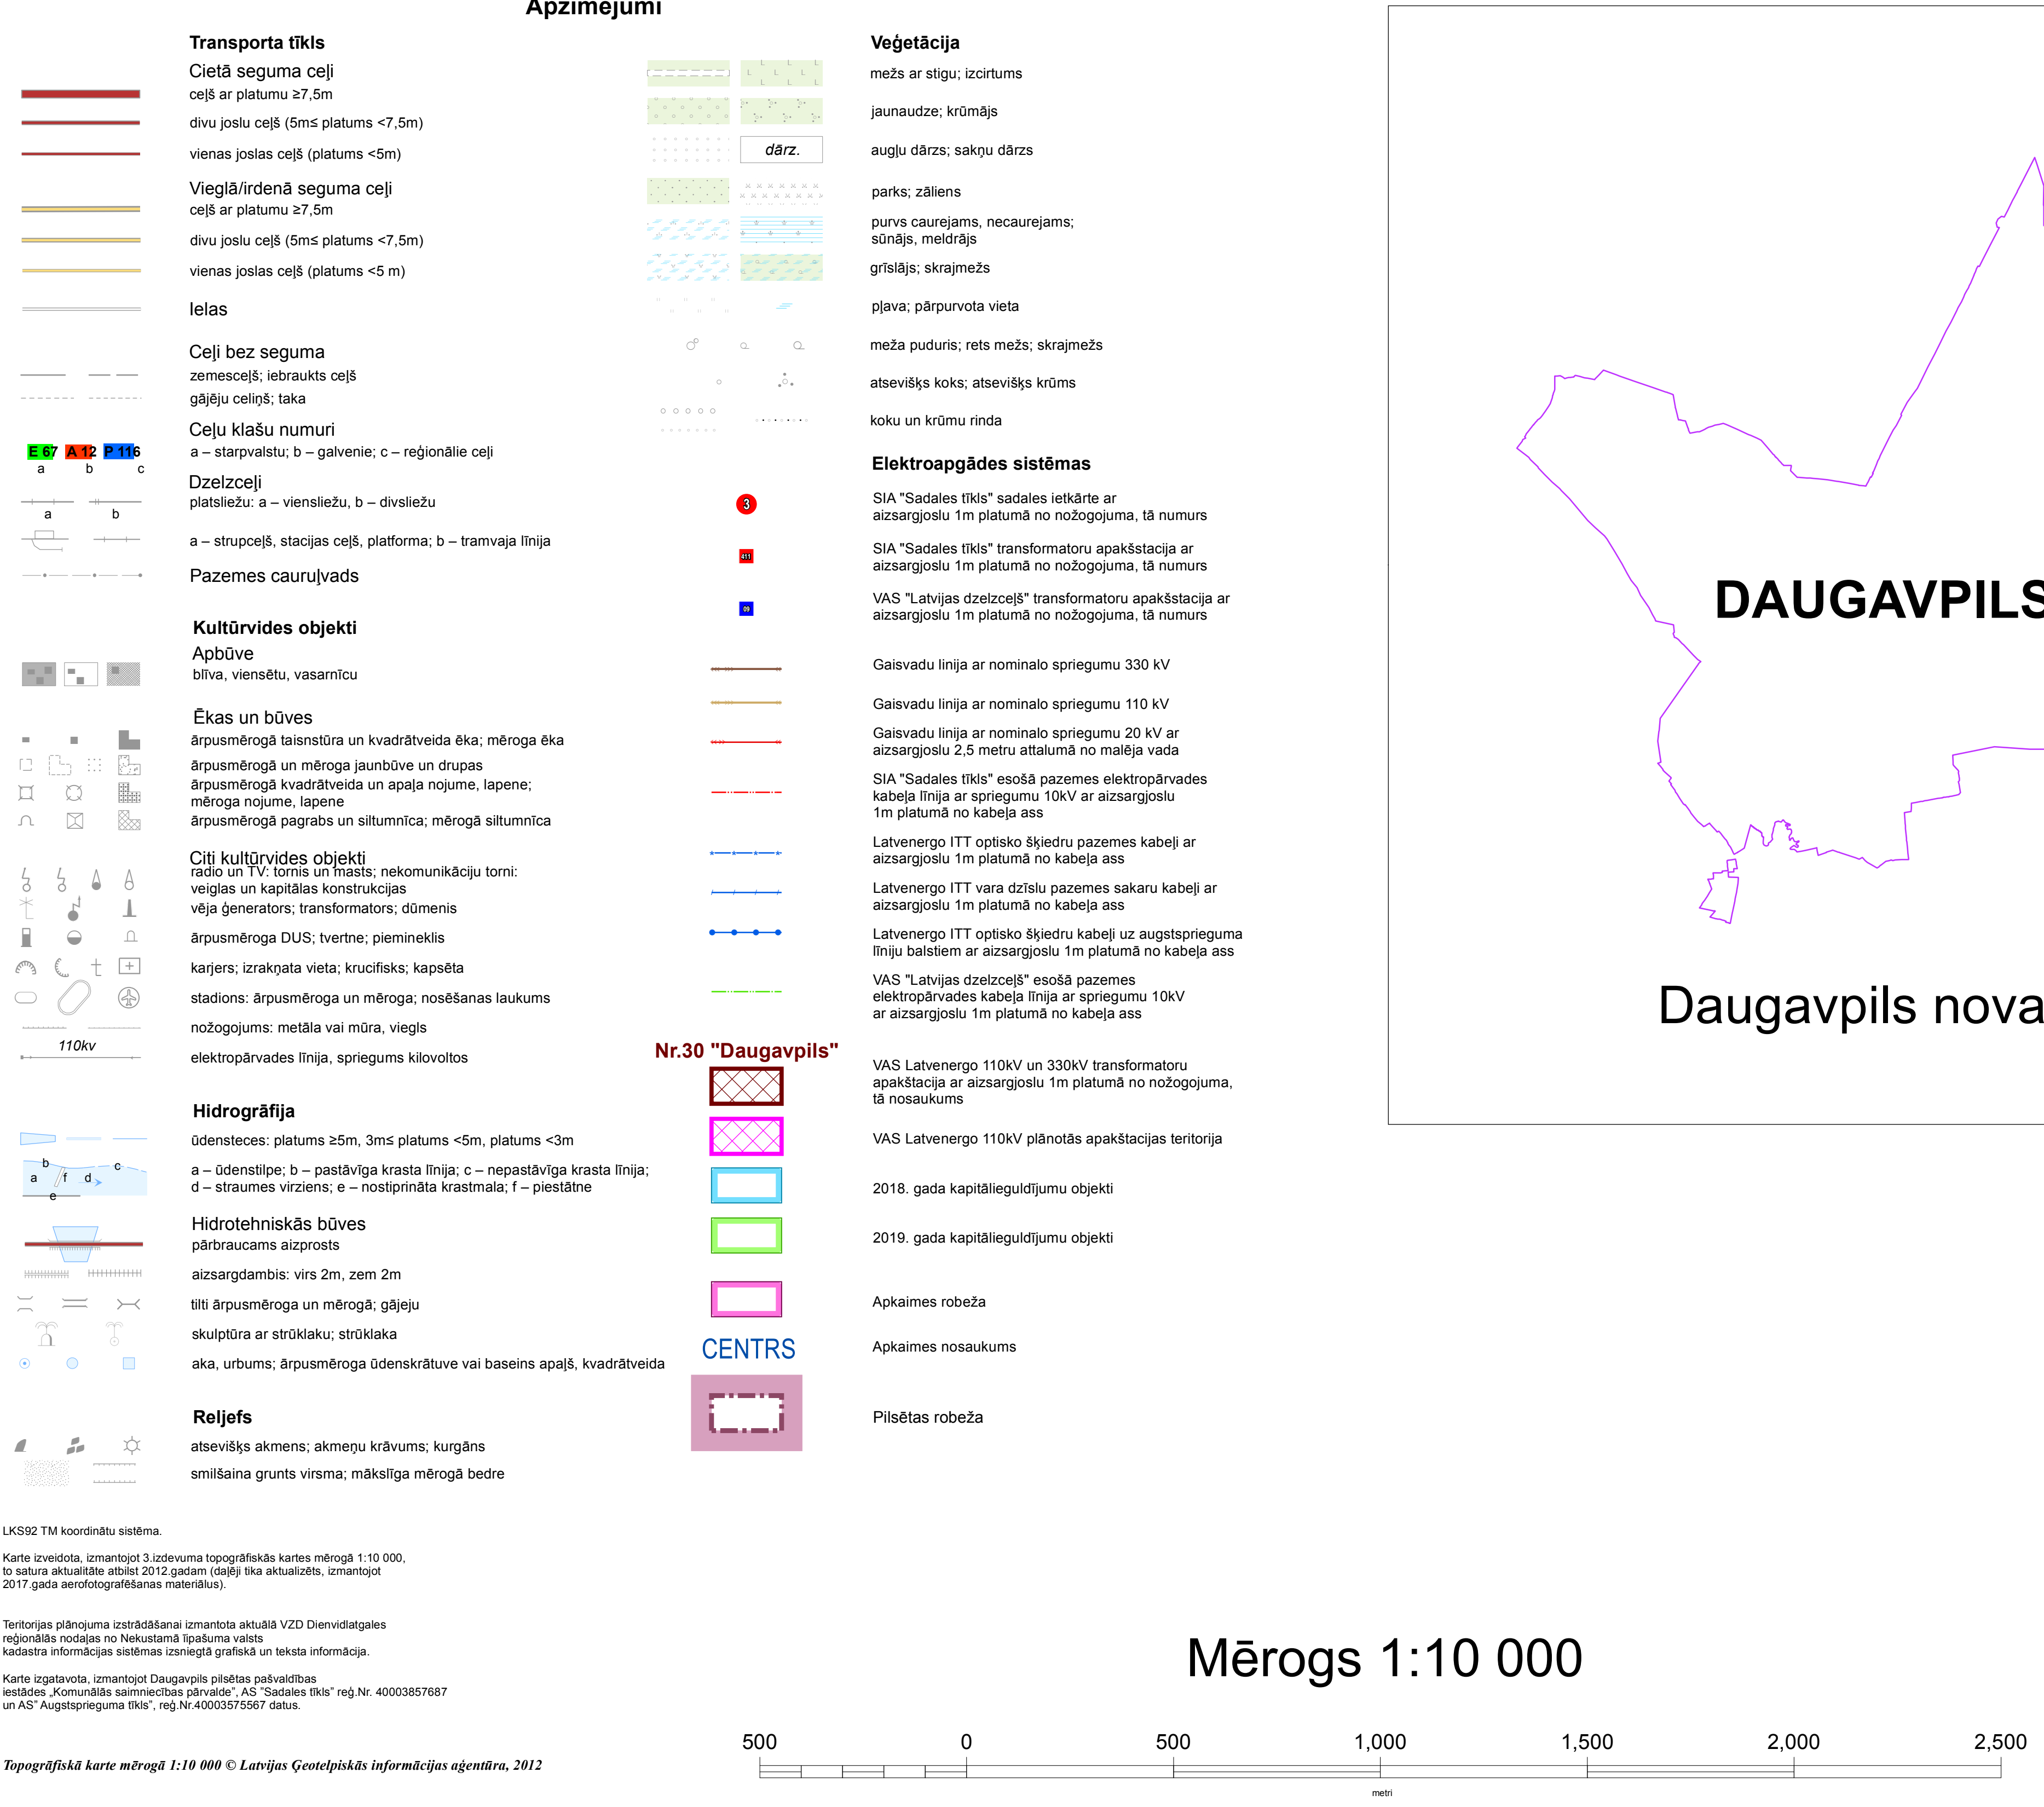 Apzīmējumi
Transporta tīkls
Cietā seguma ceļi
ceļš ar platumu ≥7,5m
divu joslu ceļš (5m≤ platums <7,5m)
vienas joslas ceļš (platums <5m)
Vieglā/irdenā seguma ceļi
ceļš ar platumu ≥7,5m
divu joslu ceļš (5m≤ platums <7,5m)
vienas joslas ceļš (platums <5 m)
Ielas
Ceļi bez seguma
zemesceļš; iebraukts ceļš
gājēju celiņš; taka
Ceļu klašu numuri
E 67 A 12 P 116
a – starpvalstu; b – galvenie; c – reģionālie ceļi
a b c
Dzelzceļi
platsliežu: a – viensliežu, b – divsliežu
a b
a – strupceļš, stacijas ceļš, platforma; b – tramvaja līnija
Pazemes cauruļvads
Kultūrvides objekti
Apbūve
blīva, viensētu, vasarnīcu
Ēkas un būves
ārpusmērogā taisnstūra un kvadrātveida ēka; mēroga ēka
ārpusmērogā un mēroga jaunbūve un drupas
ārpusmērogā kvadrātveida un apaļa nojume, lapene;
mēroga nojume, lapene
ārpusmērogā pagrabs un siltumnīca; mērogā siltumnīca
Citi kultūrvides objekti
radio un TV: tornis un masts; nekomunikāciju torni:
veiglas un kapitālas konstrukcijas
vēja ģenerators; transformators; dūmenis
ārpusmēroga DUS; tvertne; piemineklis
karjers; izrakņata vieta; krucifisks; kapsēta
stadions: ārpusmēroga un mēroga; nosēšanas laukums
nožogojums: metāla vai mūra, viegls
110kv
elektropārvades līnija, spriegums kilovoltos
Hidrogrāfija
ūdensteces: platums ≥5m, 3m≤ platums <5m, platums <3m
a b c d e f
a – ūdenstilpe; b – pastāvīga krasta līnija; c – nepastāvīga krasta līnija;
d – straumes virziens; e – nostiprināta krastmala; f – piestātne
Hidrotehniskās būves
pārbraucams aizprosts
aizsargdambis: virs 2m, zem 2m
tilti ārpusmēroga un mērogā; gājeju
skulptūra ar strūklaku; strūklaka
aka, urbums; ārpusmēroga ūdenskrātuve vai baseins apaļš, kvadrātveida
Reljefs
atsevišķs akmens; akmeņu krāvums; kurgāns
smilšaina grunts virsma; mākslīga mērogā bedre
LKS92 TM koordinātu sistēma.
Karte izveidota, izmantojot 3.izdevuma topogrāfiskās kartes mērogā 1:10 000,
to satura aktualitāte atbilst 2012.gadam (daļēji tika aktualizēts, izmantojot
2017.gada aerofotografēšanas materiālus).
Teritorijas plānojuma izstrādāšanai izmantota aktuālā VZD Dienvidlatgales
reģionālās nodaļas no Nekustamā īpašuma valsts
kadastra informācijas sistēmas izsniegtā grafiskā un teksta informācija.
Karte izgatavota, izmantojot Daugavpils pilsētas pašvaldības
iestādes „Komunālās saimniecības pārvalde”, AS ”Sadales tīkls” reģ.Nr. 40003857687
un AS” Augstsprieguma tīkls”, reģ.Nr.40003575567 datus.
Topogrāfiskā karte mērogā 1:10 000 © Latvijas Ģeotelpiskās informācijas aģentūra, 2012
Veģetācija
mežs ar stigu; izcirtums
jaunaudze; krūmājs
dārz.
augļu dārzs; sakņu dārzs
parks; zāliens
purvs caurejams, necaurejams;
sūnājs, meldrājs
grīslājs; skrajmežs
pļava; pārpurvota vieta
meža puduris; rets mežs; skrajmežs
atsevišķs koks; atsevišķs krūms
koku un krūmu rinda
Elektroapgādes sistēmas
3
SIA "Sadales tīkls" sadales ietkārte ar
aizsargjoslu 1m platumā no nožogojuma, tā numurs
411
SIA "Sadales tīkls" transformatoru apakšstacija ar
aizsargjoslu 1m platumā no nožogojuma, tā numurs
09
VAS "Latvijas dzelzceļš" transformatoru apakšstacija ar
aizsargjoslu 1m platumā no nožogojuma, tā numurs
Gaisvadu linija ar nominalo spriegumu 330 kV
Gaisvadu linija ar nominalo spriegumu 110 kV
Gaisvadu linija ar nominalo spriegumu 20 kV ar
aizsargjoslu 2,5 metru attalumā no malēja vada
SIA "Sadales tīkls" esošā pazemes elektropārvades
kabeļa līnija ar spriegumu 10kV ar aizsargjoslu
1m platumā no kabeļa ass
Latvenergo ITT optisko šķiedru pazemes kabeļi ar
aizsargjoslu 1m platumā no kabeļa ass
Latvenergo ITT vara dzīslu pazemes sakaru kabeļi ar
aizsargjoslu 1m platumā no kabeļa ass
Latvenergo ITT optisko šķiedru kabeļi uz augstsprieguma
līniju balstiem ar aizsargjoslu 1m platumā no kabeļa ass
VAS "Latvijas dzelzceļš" esošā pazemes
elektropārvades kabeļa līnija ar spriegumu 10kV
ar aizsargjoslu 1m platumā no kabeļa ass
Nr.30 "Daugavpils"
VAS Latvenergo 110kV un 330kV transformatoru
apakštacija ar aizsargjoslu 1m platumā no nožogojuma,
tā nosaukums
VAS Latvenergo 110kV plānotās apakštacijas teritorija
2018. gada kapitālieguldījumu objekti
2019. gada kapitālieguldījumu objekti
Apkaimes robeža
CENTRS
Apkaimes nosaukums
Pilsētas robeža
DAUGAVPILS
Daugavpils nova
Mērogs 1:10 000
500 0 500 1,000 1,500 2,000 2,500
metri